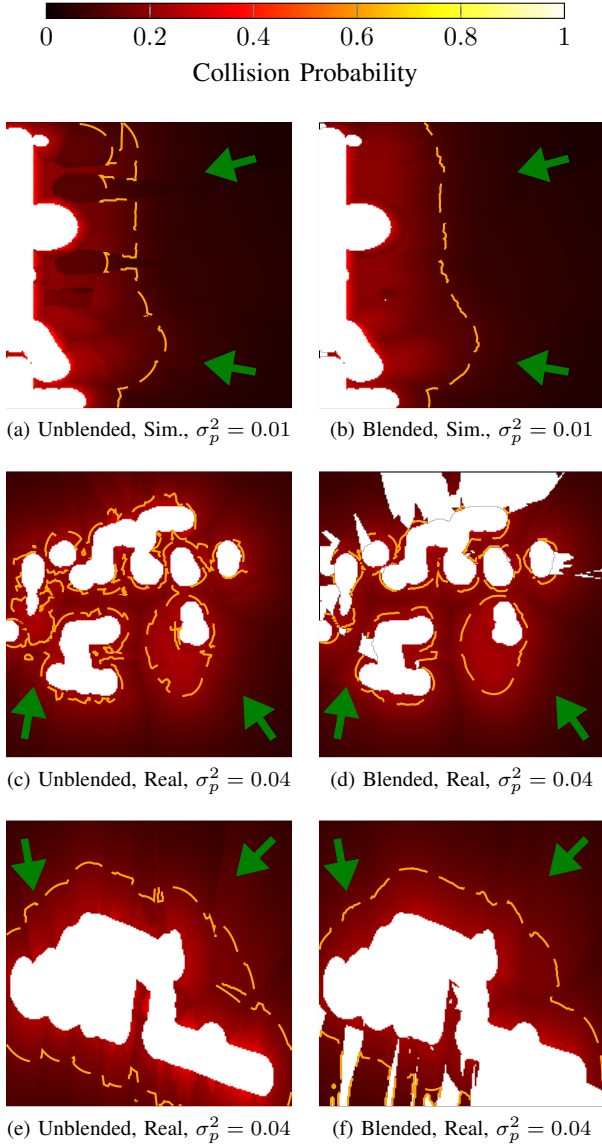 0 0.2 0.4 0.6 0.8 1
Collision Probability
(a) Unblended, Sim., σ_p^2 = 0.01 (b) Blended, Sim., σ_p^2 = 0.01
(c) Unblended, Real, σ_p^2 = 0.04 (d) Blended, Real, σ_p^2 = 0.04
(e) Unblended, Real, σ_p^2 = 0.04 (f) Blended, Real, σ_p^2 = 0.04